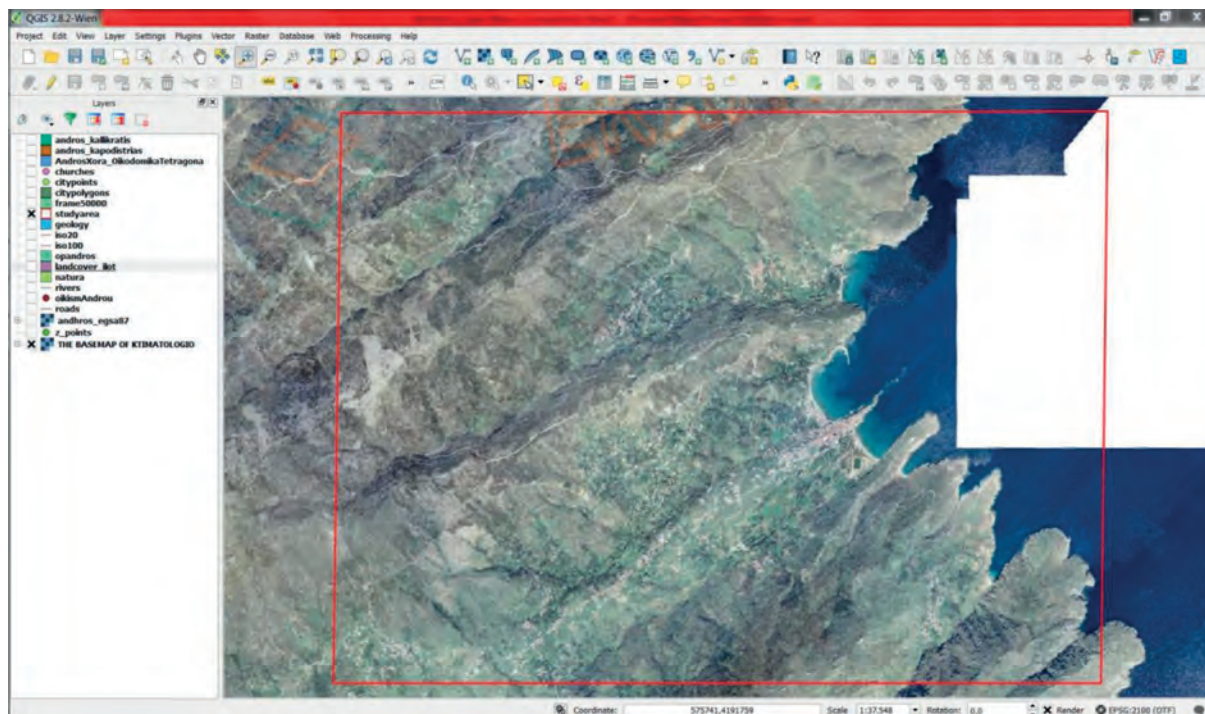 QGIS 2.8.2-Wien
Project Edit View Layer Settings Plugins Vector Raster Database Web Processing Help
Layers
andros_kallikratis
andros_kapodistrias
AndrosXora_OikodomikaTetragona
churches
citypoints
citypolygons
frame50000
studyarea
geology
iso20
iso100
opandros
landcover_ilot
natura
rivers
oikismAndrou
roads
andhros_egsa87
z_points
THE BASEMAP OF KTIMATOLOGIO
Coordinate: 575741,4191759 Scale 1:37.548 Rotation: 0,0 Render EPSG:2100 (OTF)